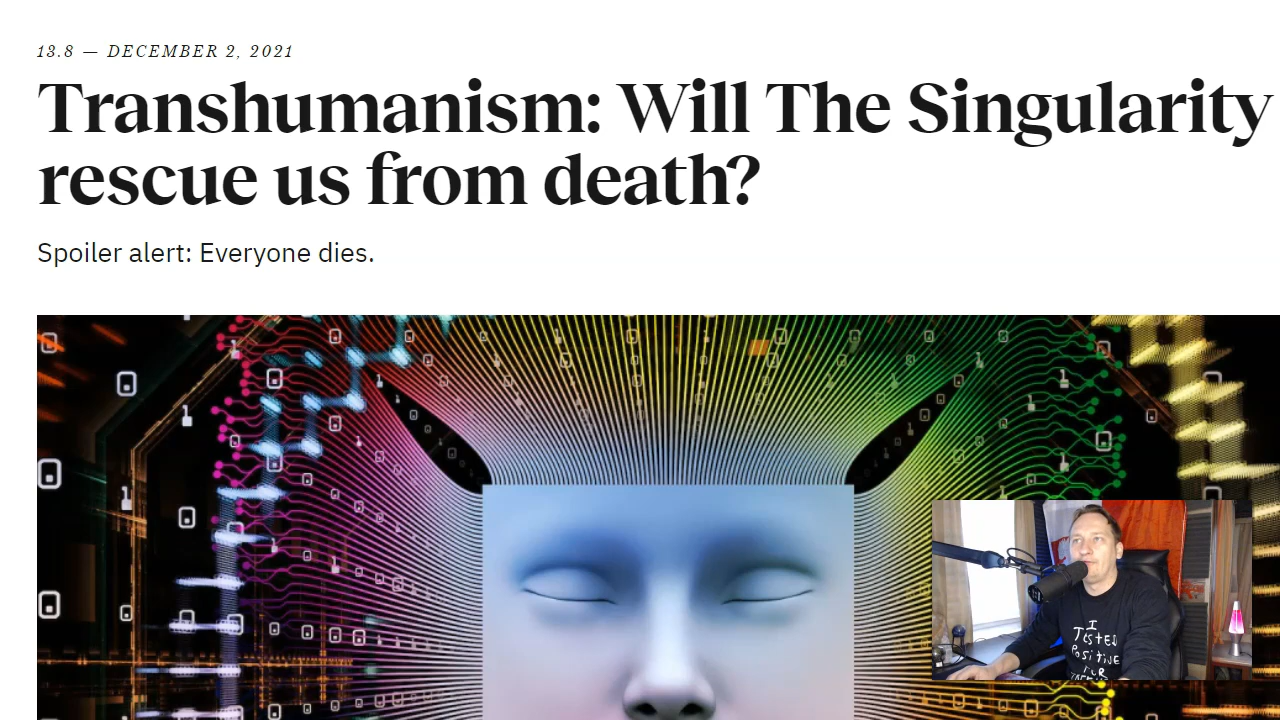 13.8 — DECEMBER 2, 2021
Transhumanism: Will The Singularity
rescue us from death?
Spoiler alert: Everyone dies.
I
TESTED
POSITIVE
FOR